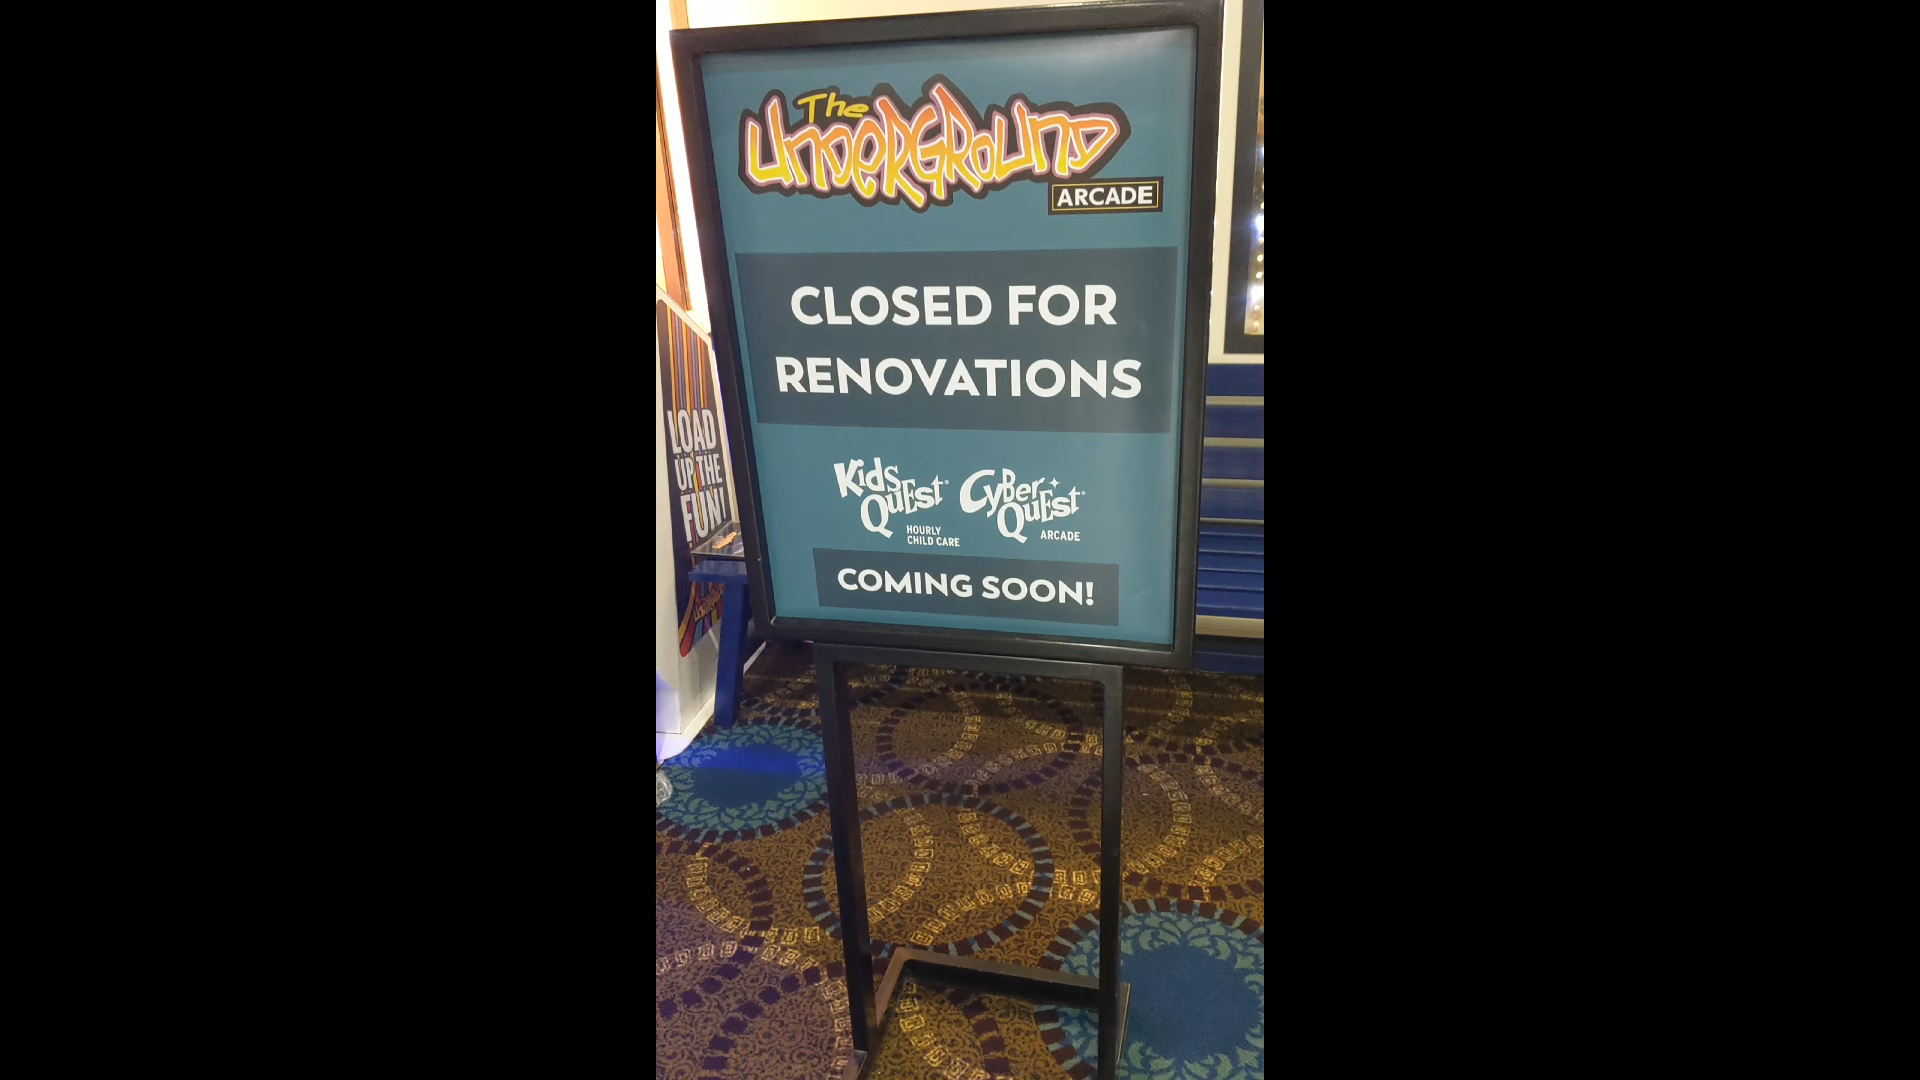 The
UNDERGROUND
ARCADE
CLOSED FOR
RENOVATIONS
Kids
Quest®
HOURLY
CHILD CARE
CyBer
QuEst®
ARCADE
COMING SOON!
LOAD
UP THE
FUN!